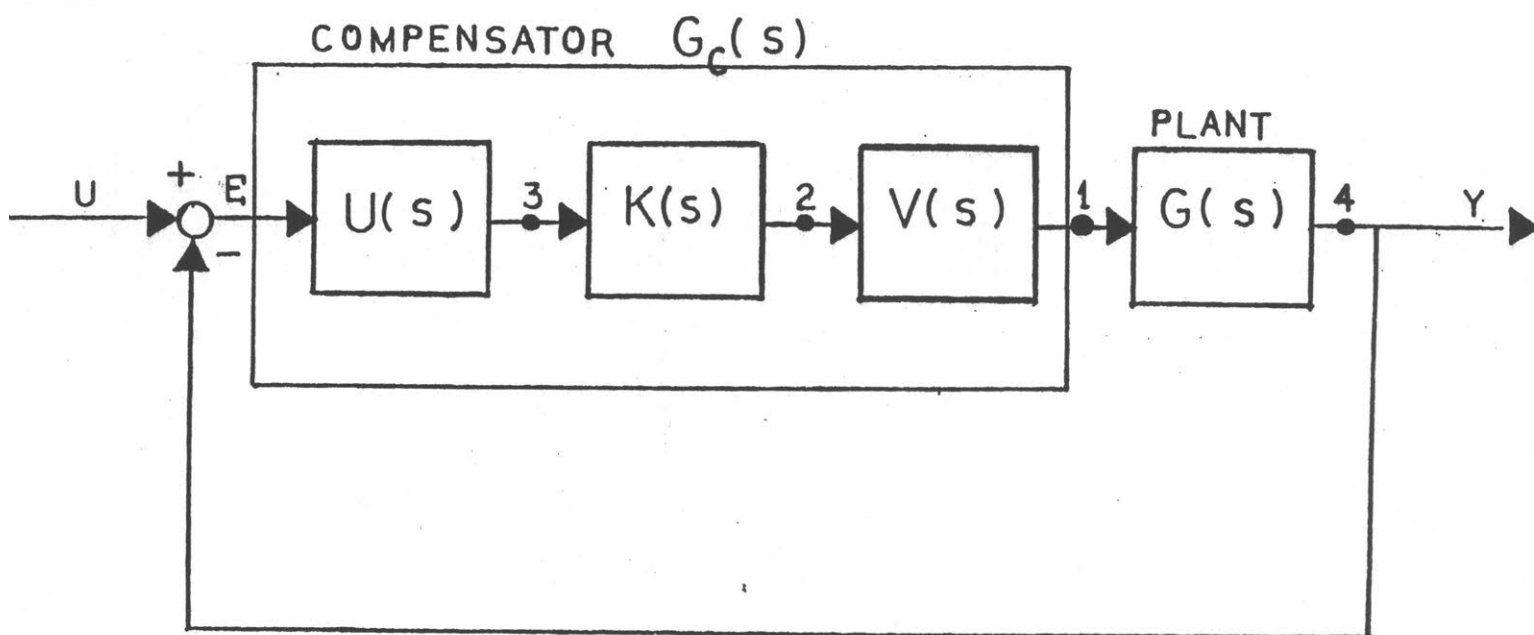 COMPENSATOR G_C(s)
PLANT
U
+
-
E
U(s)
3
K(s)
2
V(s)
1
G(s)
4
Y